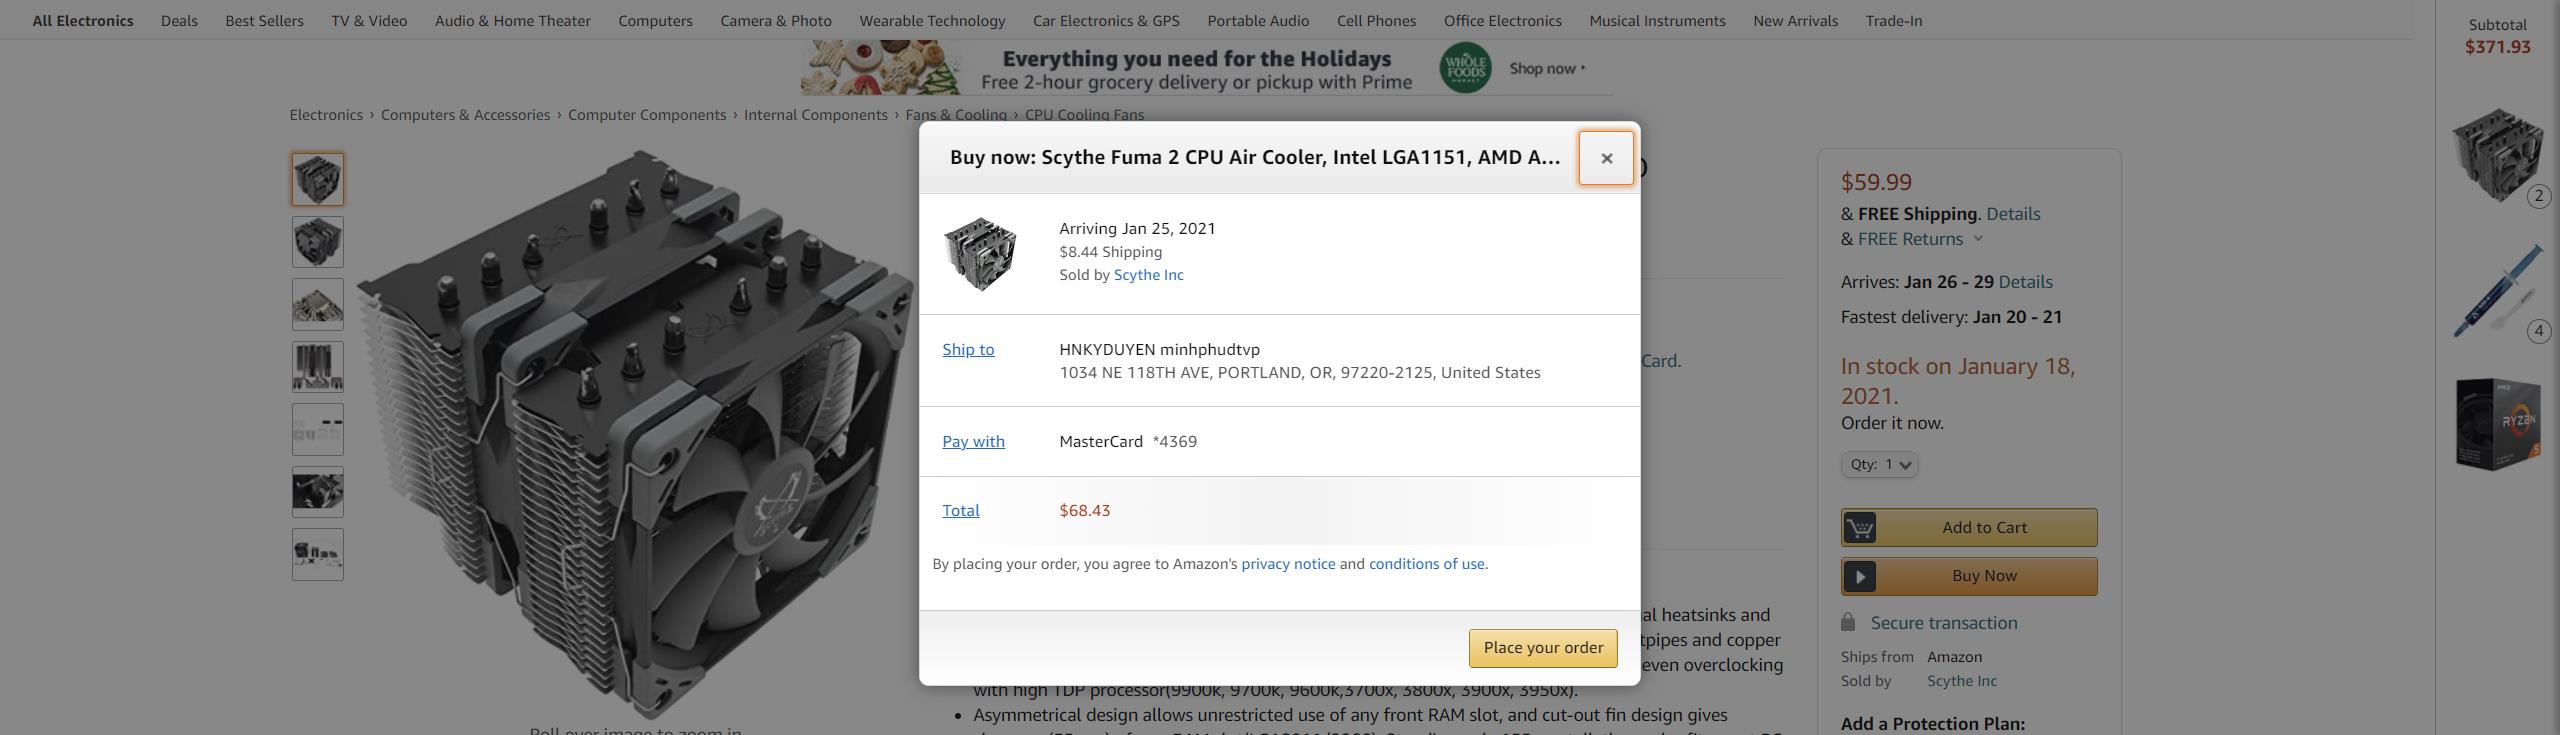 All Electronics Deals Best Sellers TV & Video Audio & Home Theater Computers Camera & Photo Wearable Technology Car Electronics & GPS Portable Audio Cell Phones Office Electronics Musical Instruments New Arrivals Trade-In
Everything you need for the Holidays
Free 2-hour grocery delivery or pickup with Prime
WHOLE
FOODS
MARKET
Shop now
Electronics › Computers & Accessories › Computer Components › Internal Components › Fans & Cooling › CPU Cooling Fans
Buy now: Scythe Fuma 2 CPU Air Cooler, Intel LGA1151, AMD A...
×
Arriving Jan 25, 2021
$8.44 Shipping
Sold by Scythe Inc
Ship to
HNKYDUYEN minhphudtvp
1034 NE 118TH AVE, PORTLAND, OR, 97220-2125, United States
Pay with
MasterCard *4369
Total
$68.43
By placing your order, you agree to Amazon's privacy notice and conditions of use.
Place your order
Card.
heatsinks and
and copper
even overclocking
with high TDP processor(9900k, 9700k, 9600k,3700x, 3800x, 3900x, 3950x).
• Asymmetrical design allows unrestricted use of any front RAM slot, and cut-out fin design gives
Roll over image to zoom in
$59.99
& FREE Shipping. Details
& FREE Returns
Arrives: Jan 26 - 29 Details
Fastest delivery: Jan 20 - 21
In stock on January 18,
2021.
Order it now.
Qty: 1
Add to Cart
Buy Now
Secure transaction
Ships from Amazon
Sold by Scythe Inc
Add a Protection Plan:
Subtotal
$371.93
2
4
AMD
RYZEN
5